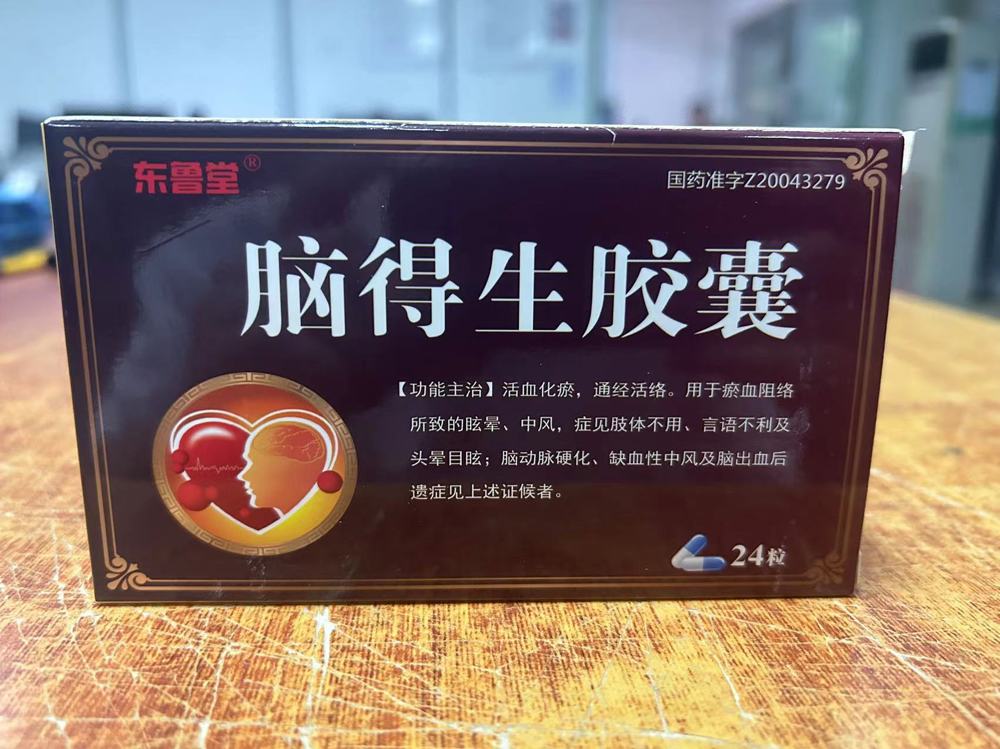 东鲁堂®
国药准字Z20043279
脑得生胶囊
【功能主治】活血化瘀，通经活络。用于瘀血阻络
所致的眩晕、中风，症见肢体不用、言语不利及
头晕目眩；脑动脉硬化、缺血性中风及脑出血后
遗症见上述证候者。
24粒